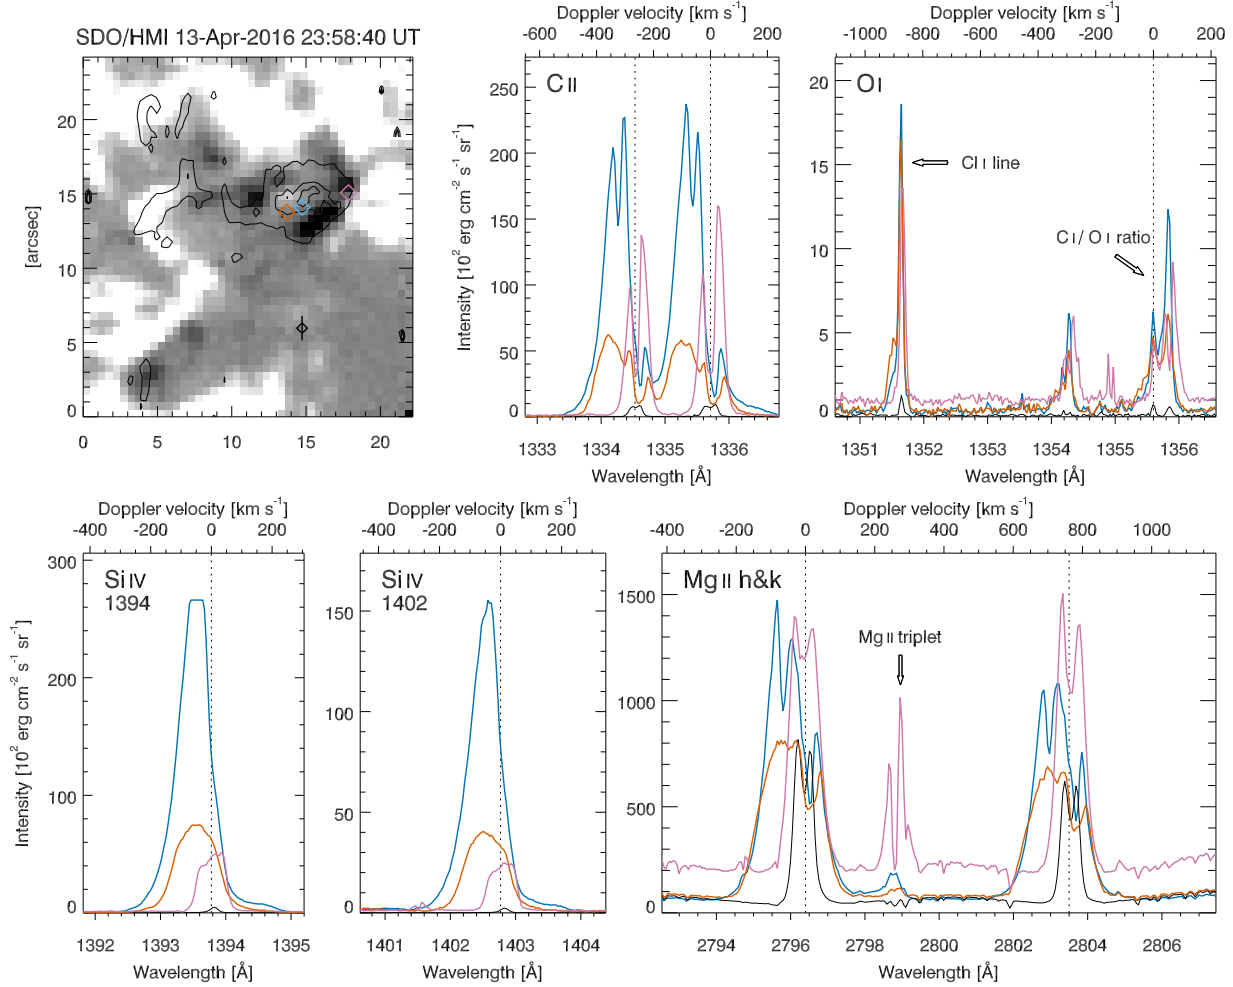 SDO/HMI 13-Apr-2016 23:58:40 UT
[arcsec]
20
15
10
5
0
0 5 10 15 20
Doppler velocity [km s-1]
-600 -400 -200 0 200
C II
Intensity [10² erg cm-2 s-1 sr-1]
250
200
150
100
50
0
1333 1334 1335 1336
Wavelength [Å]
Doppler velocity [km s-1]
-1000 -800 -600 -400 -200 0 200
O I
20
15
10
5
0
Cl I line
C I / O I ratio
1351 1352 1353 1354 1355 1356
Wavelength [Å]
Doppler velocity [km s-1]
-400 -200 0 200
Si IV
1394
Intensity [10² erg cm-2 s-1 sr-1]
300
200
100
0
1392 1393 1394 1395
Wavelength [Å]
Doppler velocity [km s-1]
-400 -200 0 200
Si IV
1402
150
100
50
0
1401 1402 1403 1404
Wavelength [Å]
Doppler velocity [km s-1]
-400 -200 0 200 400 600 800 1000
Mg II h&k
Mg II triplet
1500
1000
500
0
2794 2796 2798 2800 2802 2804 2806
Wavelength [Å]